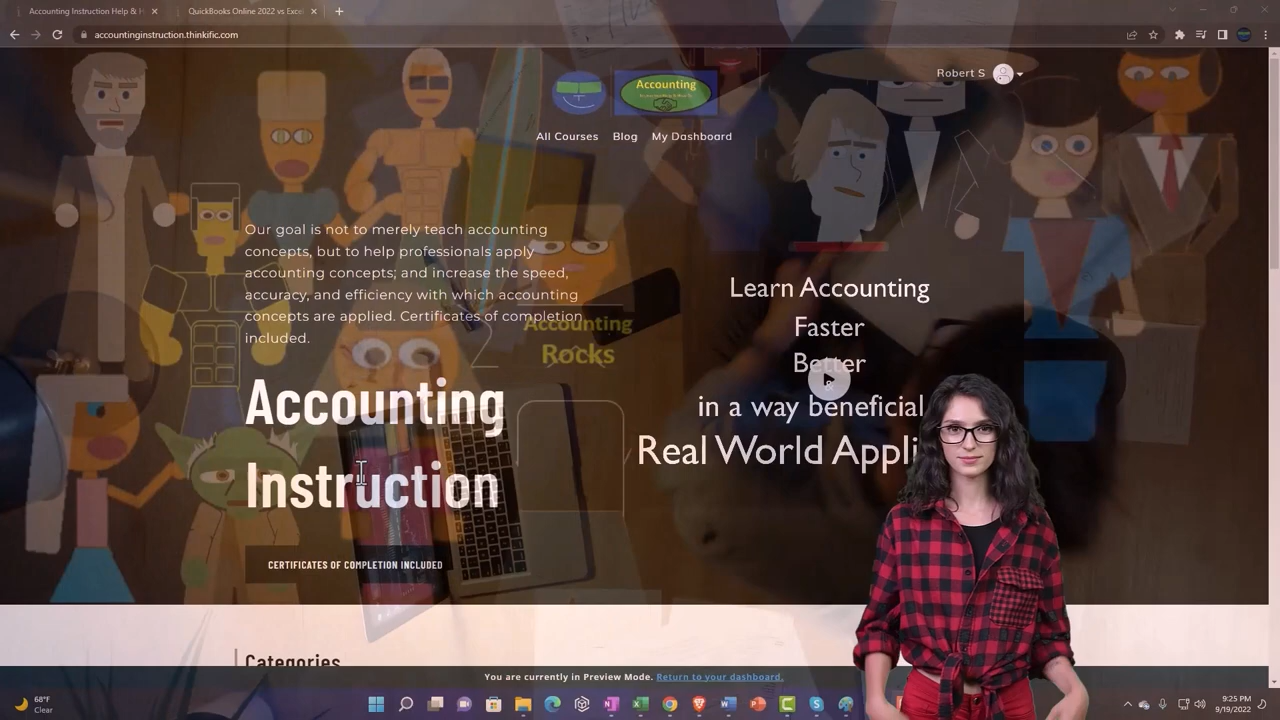 Accounting Instruction Help & H
QuickBooks Online 2022 vs Excel
accountinginstruction.thinkific.com
Accounting
Robert S
All Courses Blog My Dashboard
Our goal is not to merely teach accounting
concepts, but to help professionals apply
accounting concepts; and increase the speed,
accuracy, and efficiency with which accounting
concepts are applied. Certificates of completion
included.
Accounting
Rocks
Learn Accounting
Faster
Better
&
in a way beneficial
Real World Appli
Accounting
Instruction
CERTIFICATES OF COMPLETION INCLUDED
Categories
You are currently in Preview Mode. Return to your dashboard.
68°F
Clear
9:25 PM
9/19/2022